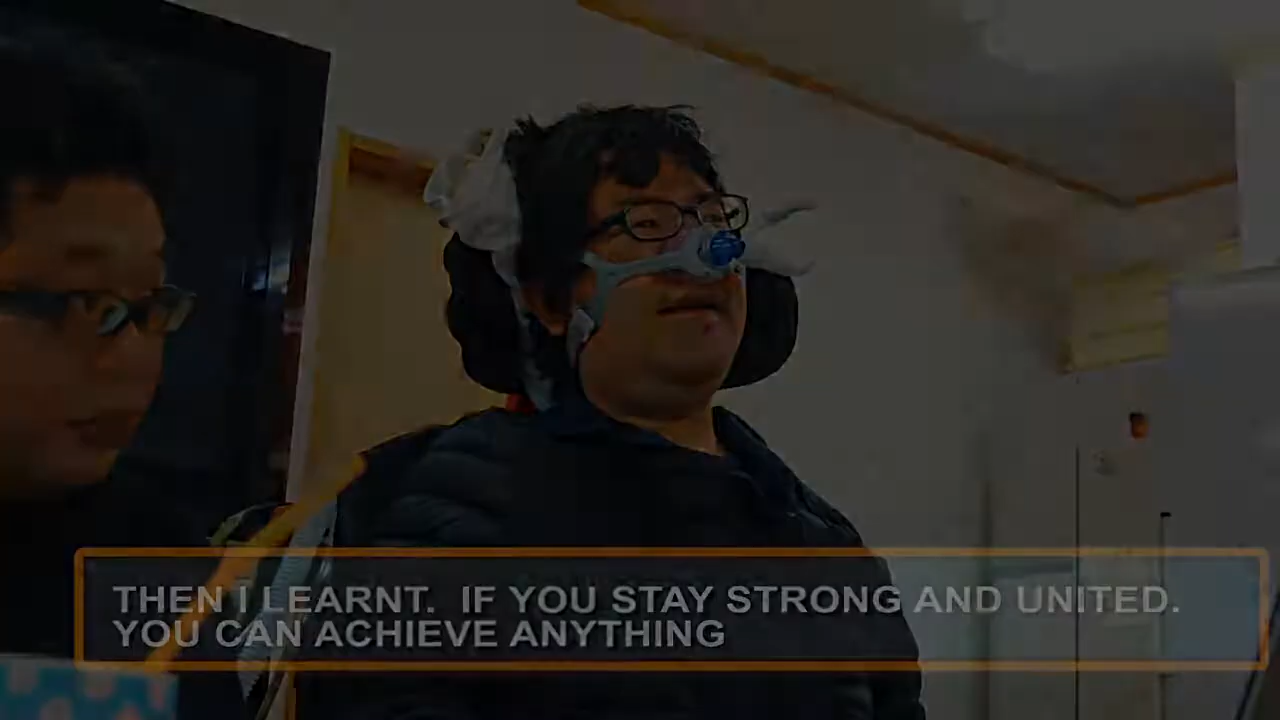 THEN I LEARNT.  IF YOU STAY STRONG AND UNITED.
YOU CAN ACHIEVE ANYTHING